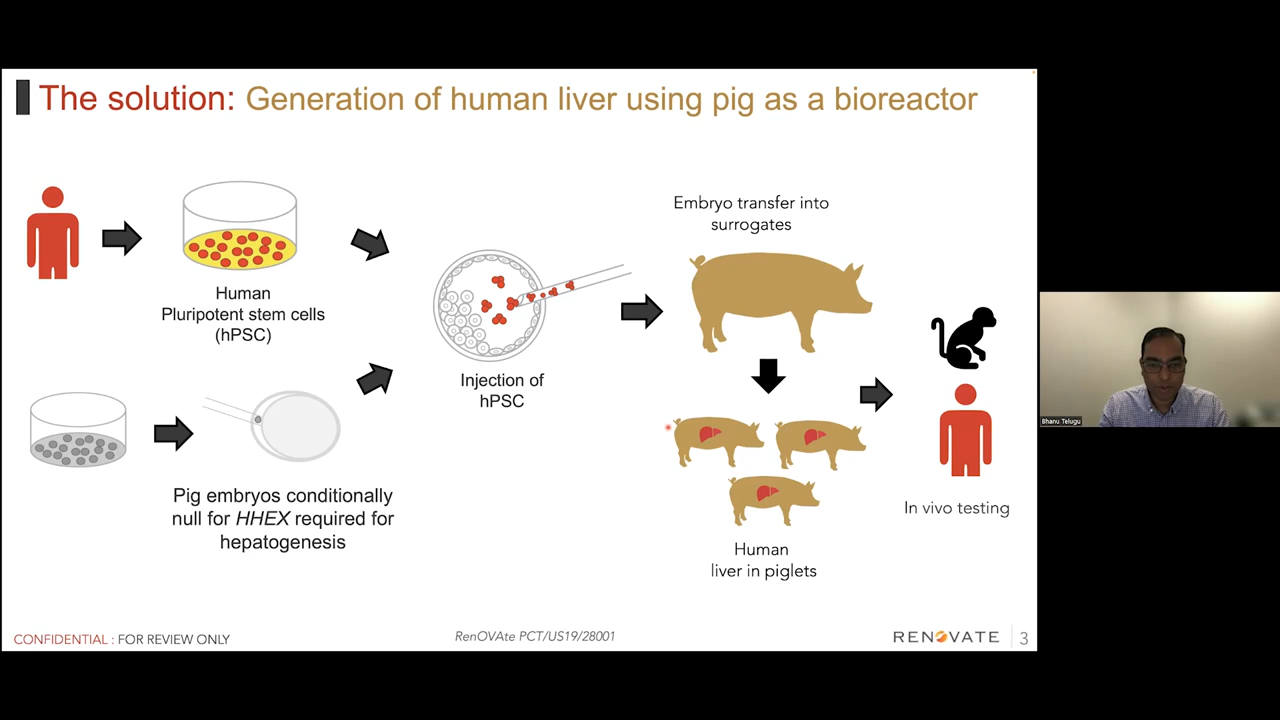 The solution: Generation of human liver using pig as a bioreactor
Human
Pluripotent stem cells
(hPSC)
Pig embryos conditionally
null for HHEX required for
hepatogenesis
Injection of
hPSC
Embryo transfer into
surrogates
Human
liver in piglets
In vivo testing
CONFIDENTIAL : FOR REVIEW ONLY
RenOVAte PCT/US19/28001
RENOVATE
3
Bhanu Telugu